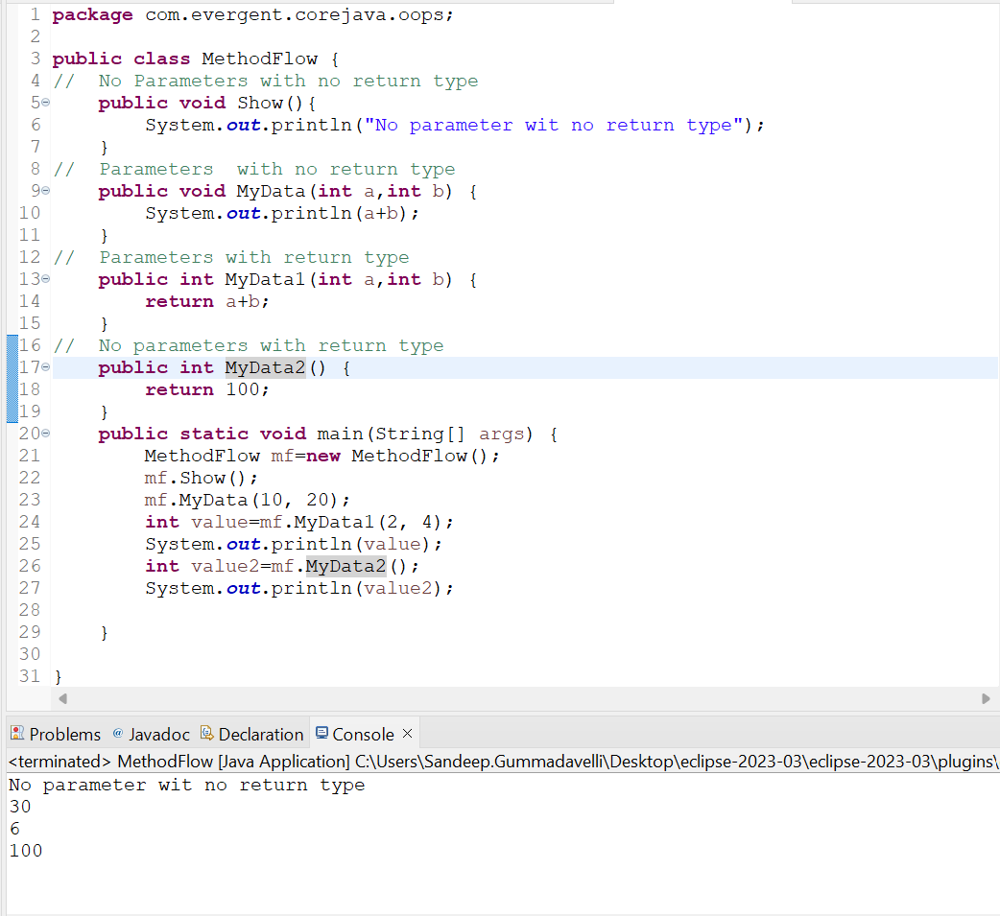 1 package com.evergent.corejava.oops;
2
3 public class MethodFlow {
4 //  No Parameters with no return type
5     public void Show(){
6         System.out.println("No parameter wit no return type");
7     }
8 //  Parameters  with no return type
9     public void MyData(int a,int b) {
10         System.out.println(a+b);
11     }
12 //  Parameters with return type
13     public int MyData1(int a,int b) {
14         return a+b;
15     }
16 //  No parameters with return type
17     public int MyData2() {
18         return 100;
19     }
20     public static void main(String[] args) {
21         MethodFlow mf=new MethodFlow();
22         mf.Show();
23         mf.MyData(10, 20);
24         int value=mf.MyData1(2, 4);
25         System.out.println(value);
26         int value2=mf.MyData2();
27         System.out.println(value2);
28
29     }
30
31 }
Problems @ Javadoc Declaration Console ×
<terminated> MethodFlow [Java Application] C:\Users\Sandeep.Gummadavelli\Desktop\eclipse-2023-03\eclipse-2023-03\plugins\
No parameter wit no return type
30
6
100